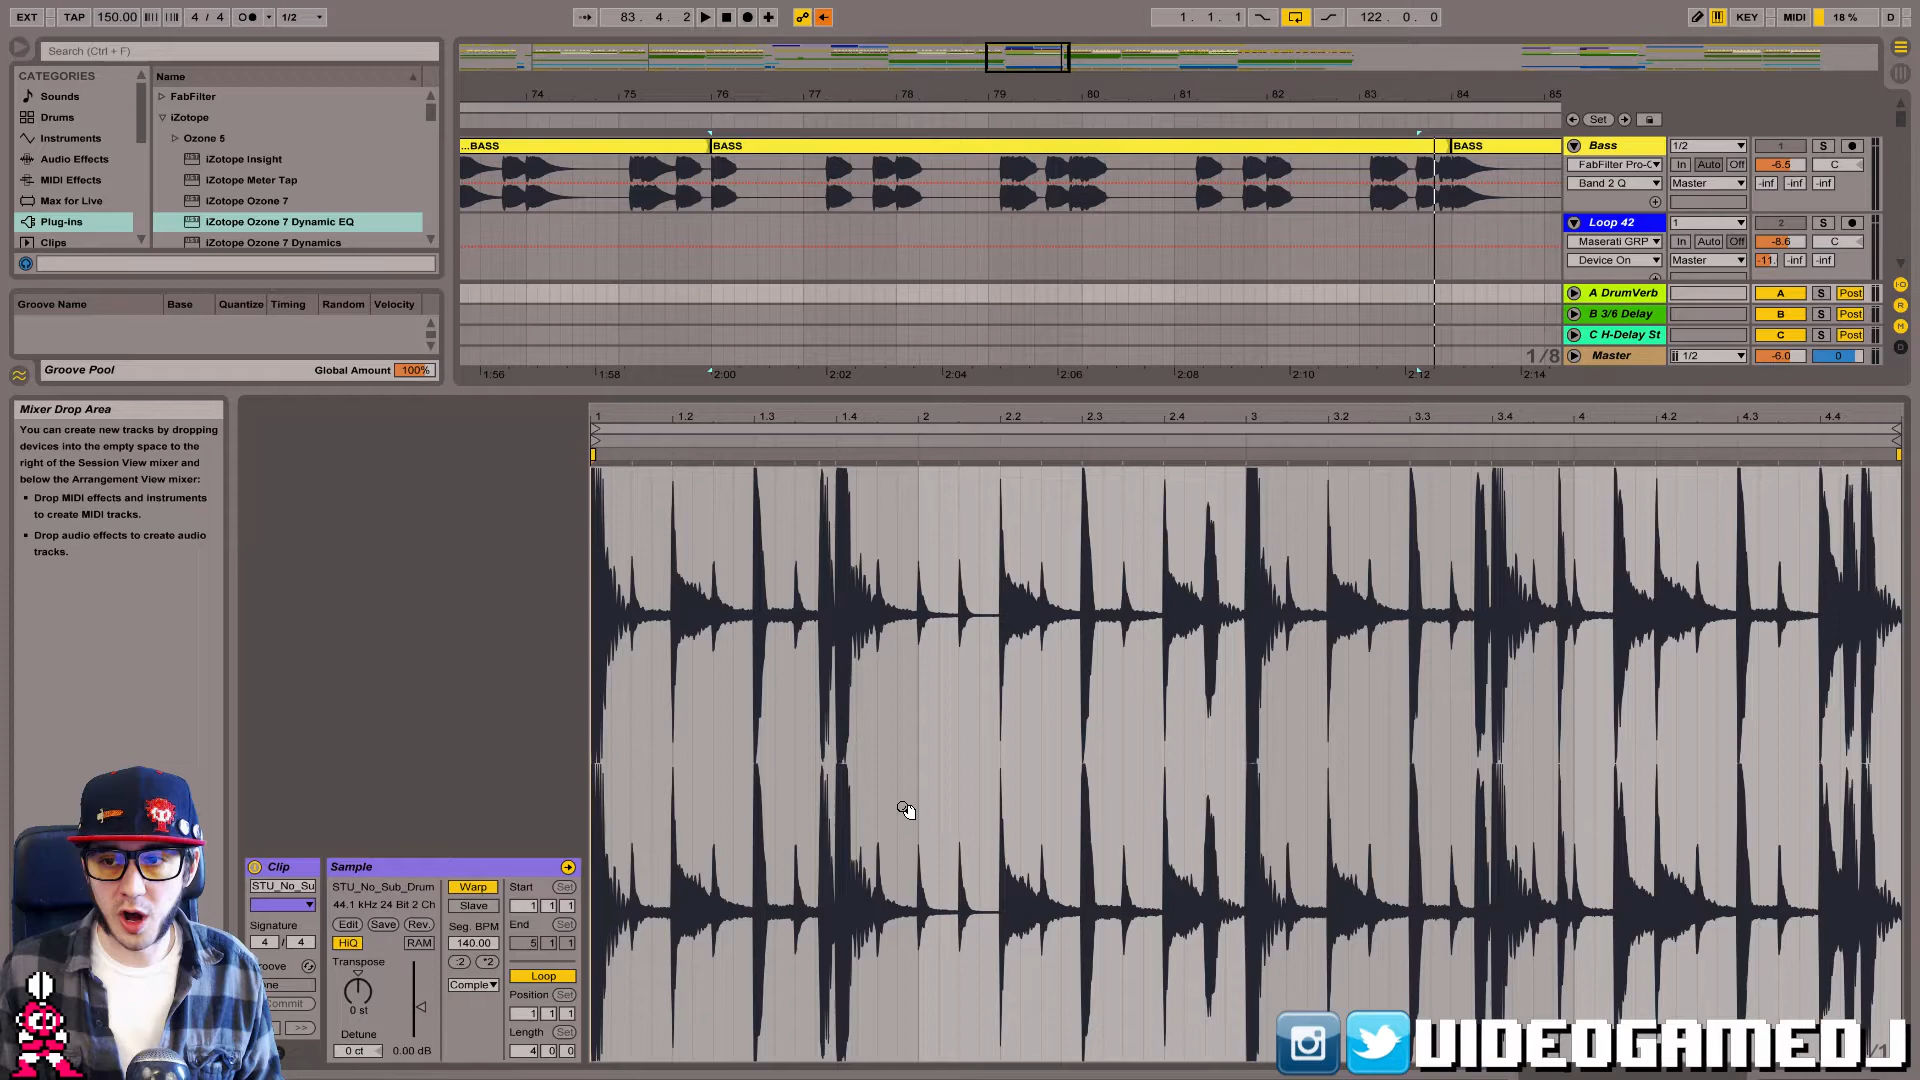 EXT TAP 150.00 4 / 4 1/2 83. 4. 2 1. 1. 1 122. 0. 0 KEY MIDI 18 % D
Search (Ctrl + F)
CATEGORIES
Sounds
Drums
Instruments
Audio Effects
MIDI Effects
Max for Live
Plug-ins
Clips
Name
FabFilter
iZotope
Ozone 5
iZotope Insight
iZotope Meter Tap
iZotope Ozone 7
iZotope Ozone 7 Dynamic EQ
iZotope Ozone 7 Dynamics
Groove Name Base Quantize Timing Random Velocity
Groove Pool Global Amount 100%
74 75 76 77 78 79 80 81 82 83 84 85
Set
...BASS BASS BASS
Bass 1/2 1 S
FabFilter Pro-C In Auto Off -6.5 C
Band 2 Q Master -inf -inf -inf
Loop 42 1 2 S
Maserati GRP In Auto Off -8.6 C
Device On Master -11. -inf -inf
A DrumVerb A S Post
B 3/6 Delay B S Post
C H-Delay St C S Post
1/8 Master 1/2 -6.0 0
1:56 1:58 2:00 2:02 2:04 2:06 2:08 2:10 2:12 2:14
IO
R
M
D
Mixer Drop Area
You can create new tracks by dropping
devices into the empty space to the
right of the Session View mixer and
below the Arrangement View mixer:
Drop MIDI effects and instruments
to create MIDI tracks.
Drop audio effects to create audio
tracks.
1 1.2 1.3 1.4 2 2.2 2.3 2.4 3 3.2 3.3 3.4 4 4.2 4.3 4.4
Clip
STU_No_Su
Signature
4 / 4
Commit
>>
Sample
STU_No_Sub_Drum
44.1 kHz 24 Bit 2 Ch
Edit Save Rev.
HiQ RAM
Transpose
0 st
Detune
0 ct 0.00 dB
Warp
Slave
Seg. BPM
140.00
:2 *2
Comple
Start Set
1 1 1
End Set
5 1 1
Loop
Position Set
1 1 1
Length Set
4 0 0
VIDEOGAMEDJ